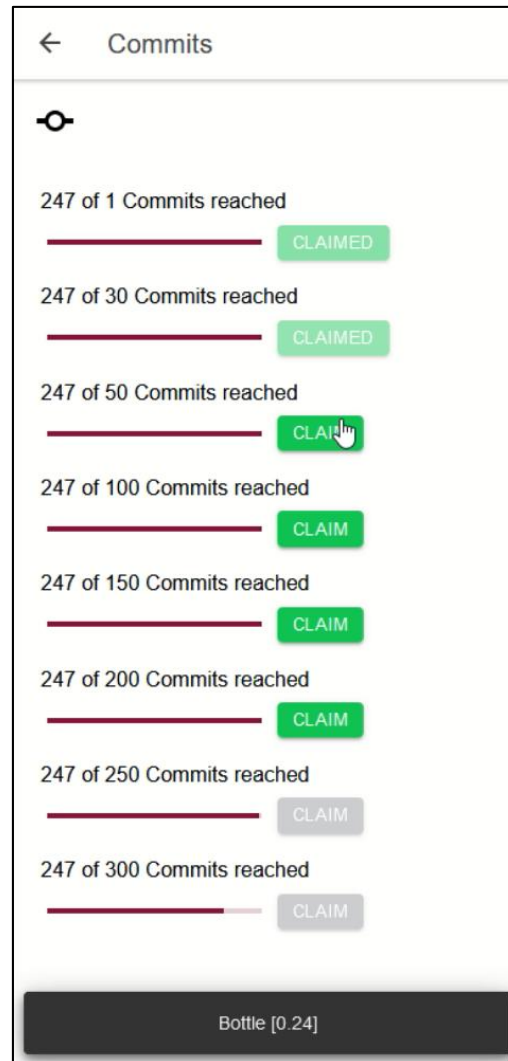 Commits
247 of 1 Commits reached
CLAIMED
247 of 30 Commits reached
CLAIMED
247 of 50 Commits reached
CLAIM
247 of 100 Commits reached
CLAIM
247 of 150 Commits reached
CLAIM
247 of 200 Commits reached
CLAIM
247 of 250 Commits reached
CLAIM
247 of 300 Commits reached
CLAIM
Bottle [0.24]